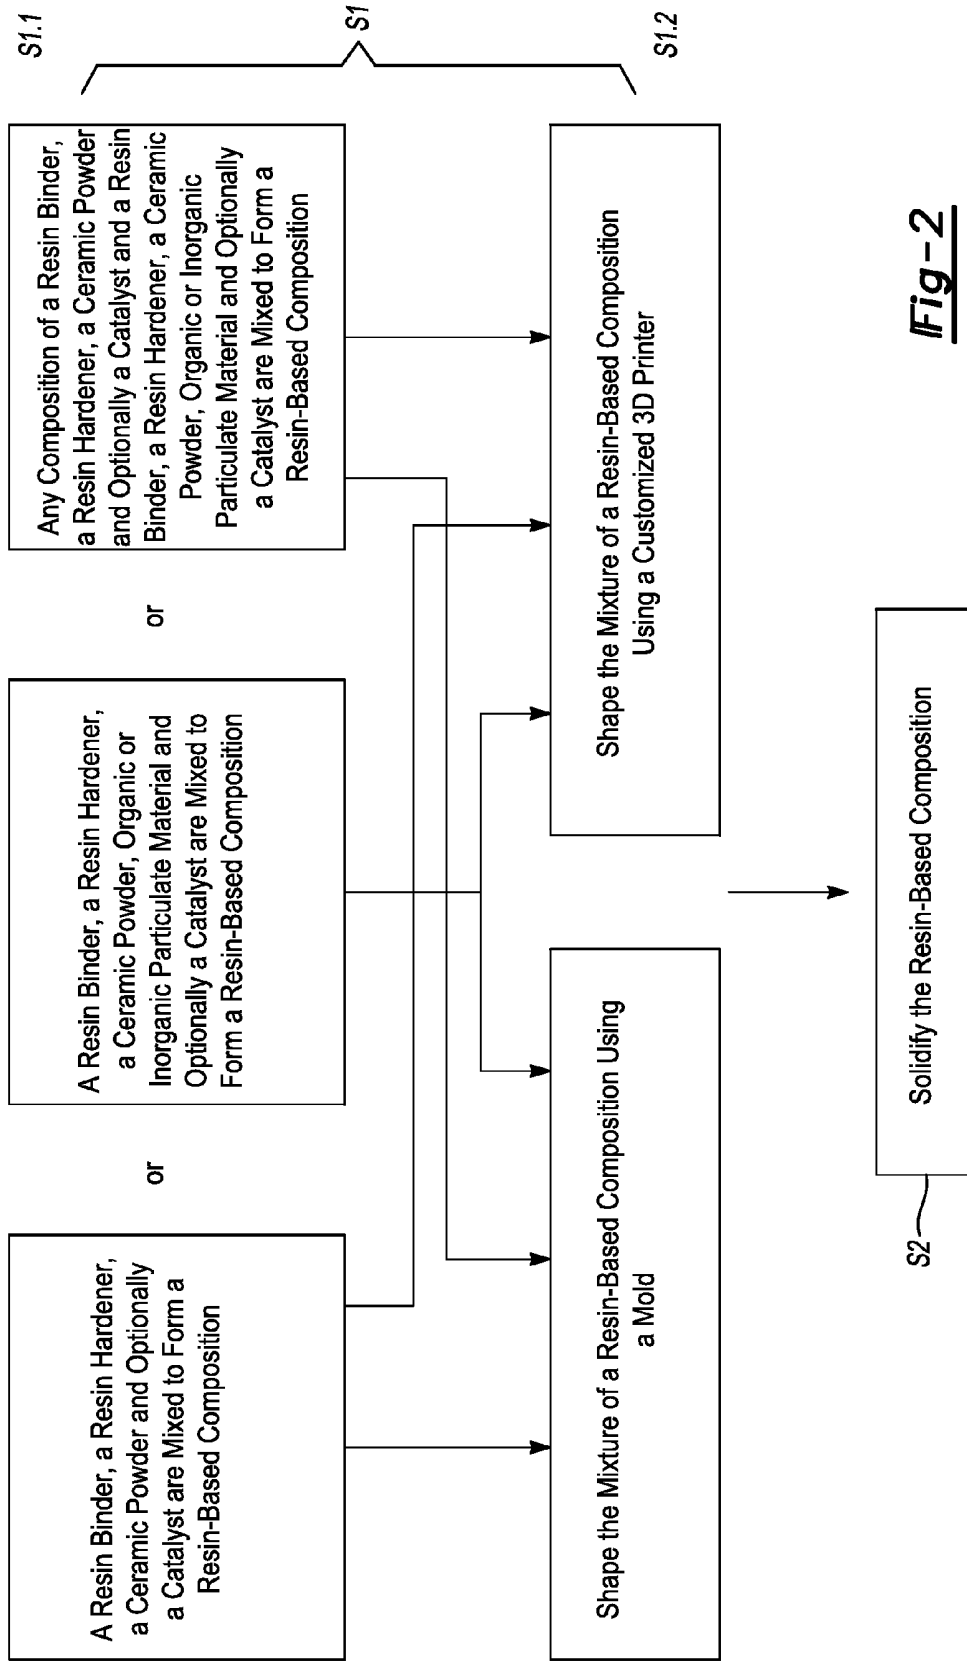 A Resin Binder, a Resin Hardener,
a Ceramic Powder and Optionally
a Catalyst are Mixed to Form a
Resin-Based Composition
or
A Resin Binder, a Resin Hardener,
a Ceramic Powder, Organic or
Inorganic Particulate Material and
Optionally a Catalyst are Mixed to
Form a Resin-Based Composition
or
Any Composition of a Resin Binder,
a Resin Hardener, a Ceramic Powder
and Optionally a Catalyst and a Resin
Binder, a Resin Hardener, a Ceramic
Powder, Organic or Inorganic
Particulate Material and Optionally
a Catalyst are Mixed to Form a
Resin-Based Composition
S1.1
S1
Shape the Mixture of a Resin-Based Composition Using
a Mold
Shape the Mixture of a Resin-Based Composition
Using a Customized 3D Printer
S1.2
S2
Solidify the Resin-Based Composition
Fig-2